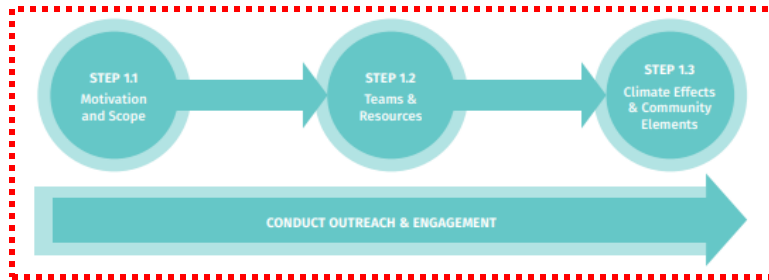 STEP 1.1
Motivation
and Scope
STEP 1.2
Teams &
Resources
STEP 1.3
Climate Effects
& Community
Elements
CONDUCT OUTREACH & ENGAGEMENT